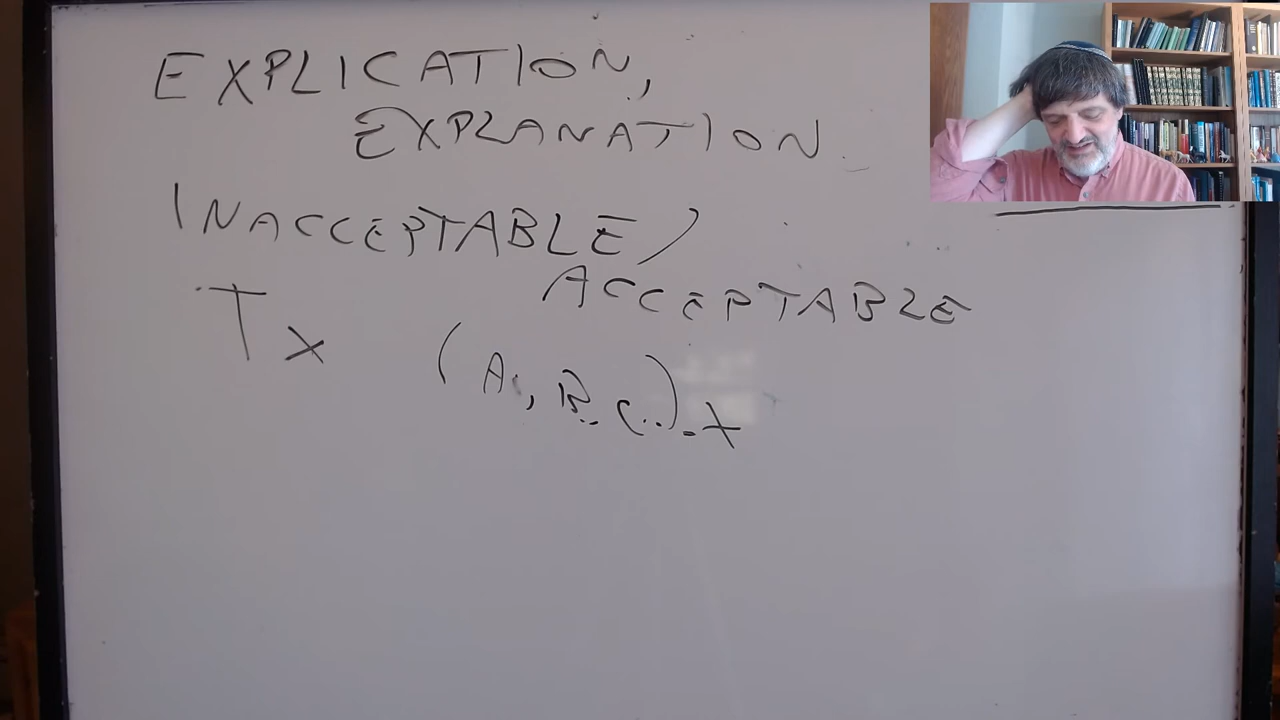 EXPLICATION,
EXPLANATION
INACCEPTABLE/
ACCEPTABLE
Tx
(A, B.. C..).x